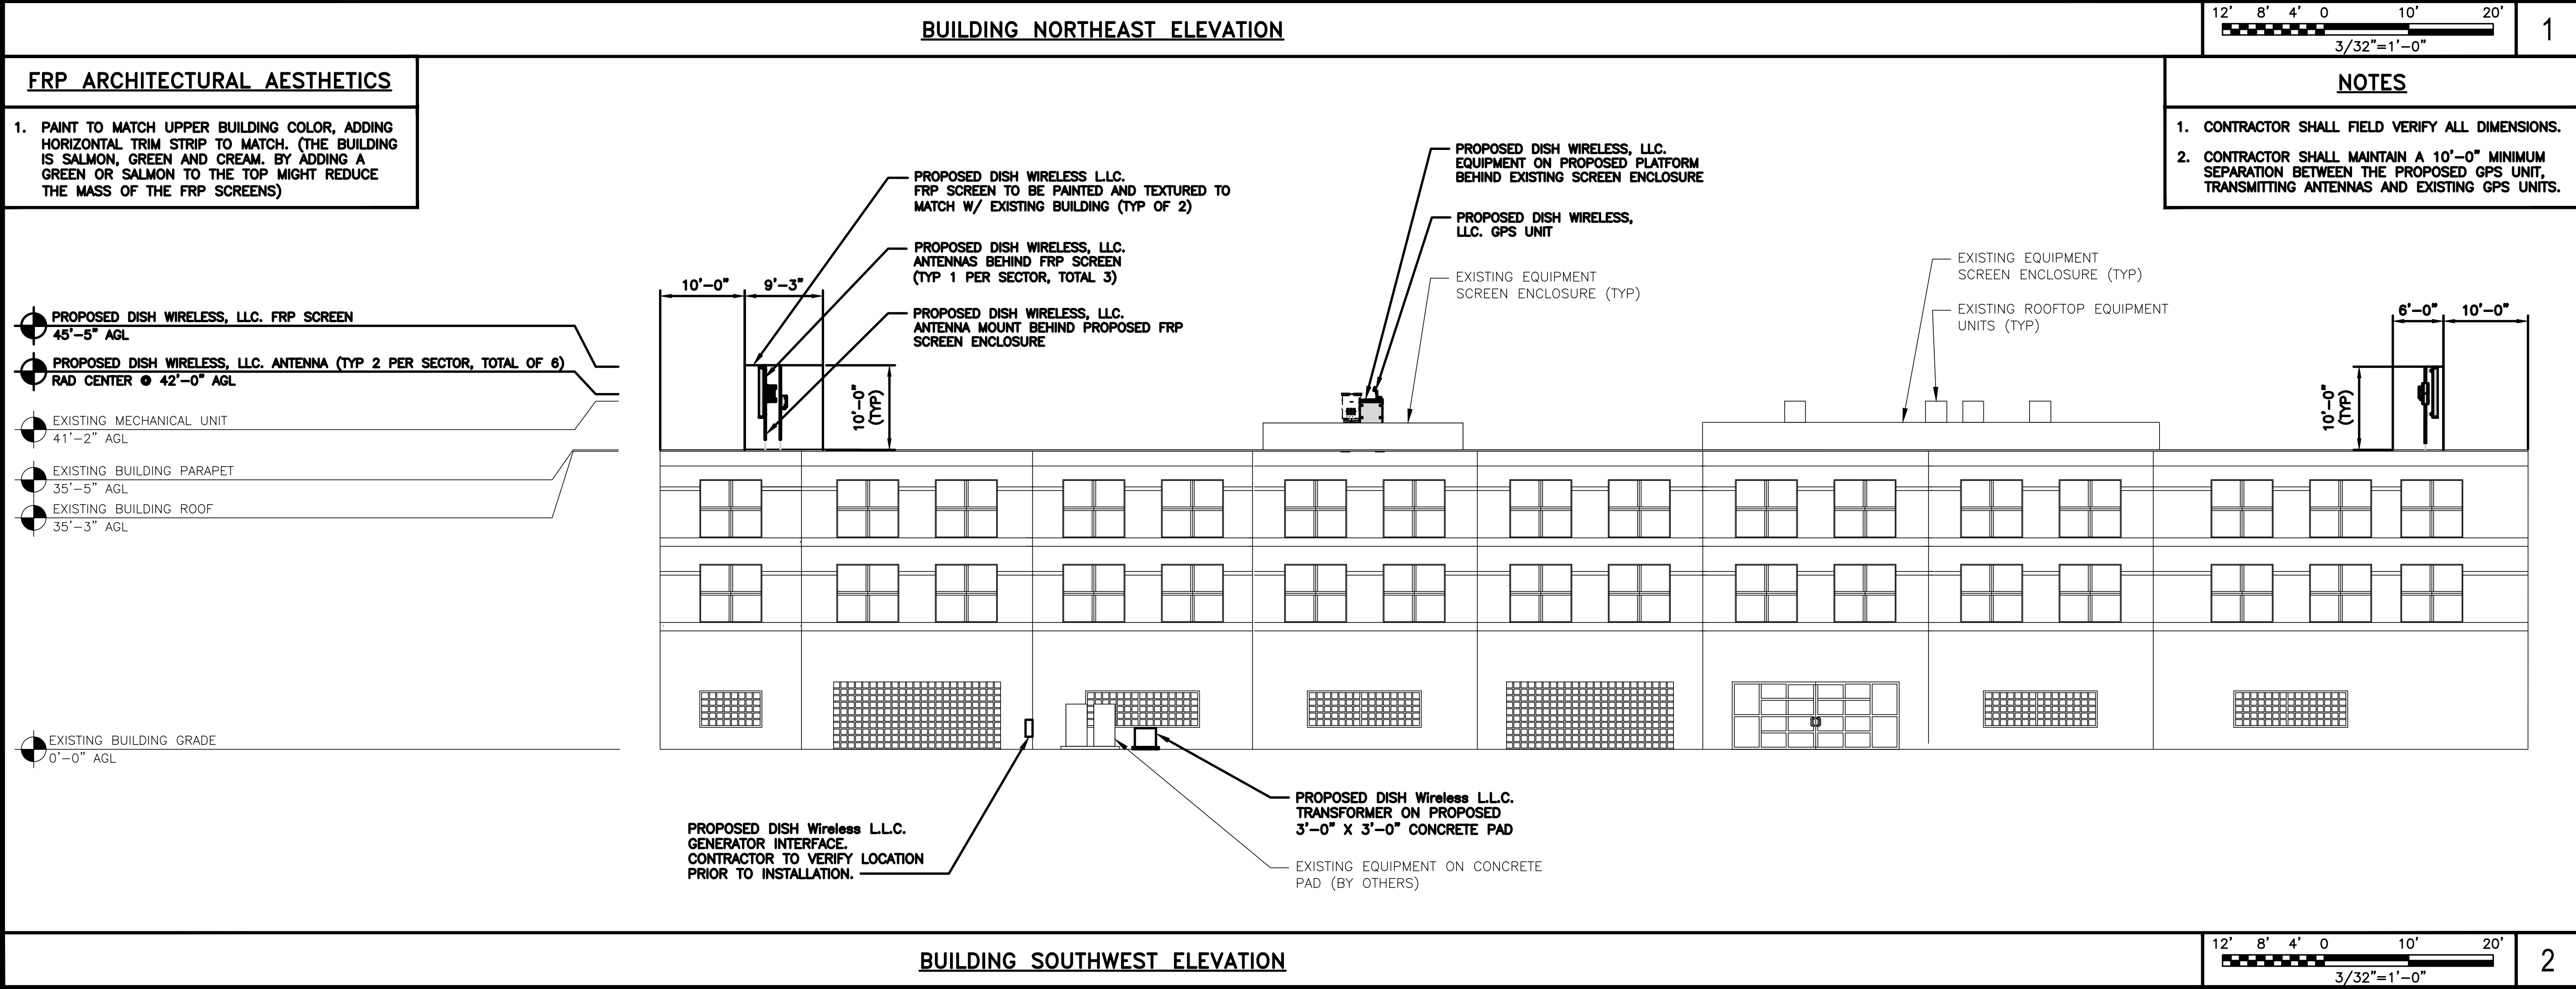 BUILDING NORTHEAST ELEVATION
12' 8' 4' 0 10' 20'
3/32"=1'-0"
1
FRP ARCHITECTURAL AESTHETICS
1. PAINT TO MATCH UPPER BUILDING COLOR, ADDING
HORIZONTAL TRIM STRIP TO MATCH. (THE BUILDING
IS SALMON, GREEN AND CREAM. BY ADDING A
GREEN OR SALMON TO THE TOP MIGHT REDUCE
THE MASS OF THE FRP SCREENS)
NOTES
1. CONTRACTOR SHALL FIELD VERIFY ALL DIMENSIONS.
2. CONTRACTOR SHALL MAINTAIN A 10'-0" MINIMUM
SEPARATION BETWEEN THE PROPOSED GPS UNIT,
TRANSMITTING ANTENNAS AND EXISTING GPS UNITS.
PROPOSED DISH WIRELESS L.LC.
FRP SCREEN TO BE PAINTED AND TEXTURED TO
MATCH W/ EXISTING BUILDING (TYP OF 2)
PROPOSED DISH WIRELESS, LLC.
ANTENNAS BEHIND FRP SCREEN
(TYP 1 PER SECTOR, TOTAL 3)
PROPOSED DISH WIRELESS, LLC.
ANTENNA MOUNT BEHIND PROPOSED FRP
SCREEN ENCLOSURE
PROPOSED DISH WIRELESS, LLC.
EQUIPMENT ON PROPOSED PLATFORM
BEHIND EXISTING SCREEN ENCLOSURE
PROPOSED DISH WIRELESS,
LLC. GPS UNIT
EXISTING EQUIPMENT
SCREEN ENCLOSURE (TYP)
EXISTING EQUIPMENT
SCREEN ENCLOSURE (TYP)
EXISTING ROOFTOP EQUIPMENT
UNITS (TYP)
10'-0"
9'-3"
10'-0"
(TYP)
6'-0"
10'-0"
10'-0"
(TYP)
PROPOSED DISH WIRELESS, LLC. FRP SCREEN
45'-5" AGL
PROPOSED DISH WIRELESS, LLC. ANTENNA (TYP 2 PER SECTOR, TOTAL OF 6)
RAD CENTER @ 42'-0" AGL
EXISTING MECHANICAL UNIT
41'-2" AGL
EXISTING BUILDING PARAPET
35'-5" AGL
EXISTING BUILDING ROOF
35'-3" AGL
EXISTING BUILDING GRADE
0'-0" AGL
PROPOSED DISH Wireless L.L.C.
GENERATOR INTERFACE.
CONTRACTOR TO VERIFY LOCATION
PRIOR TO INSTALLATION.
PROPOSED DISH Wireless L.L.C.
TRANSFORMER ON PROPOSED
3'-0" X 3'-0" CONCRETE PAD
EXISTING EQUIPMENT ON CONCRETE
PAD (BY OTHERS)
BUILDING SOUTHWEST ELEVATION
12' 8' 4' 0 10' 20'
3/32"=1'-0"
2